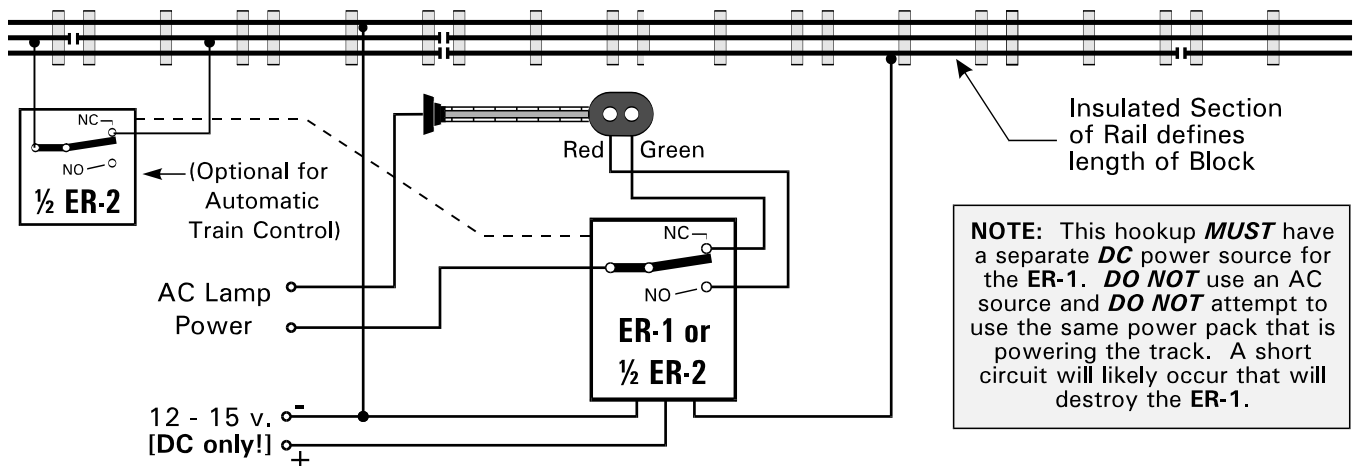 NC
NO
½ ER-2
(Optional for
Automatic
Train Control)
Red Green
Insulated Section
of Rail defines
length of Block
AC Lamp
Power
NC
NO
ER-1 or
½ ER-2
12 - 15 v. -
[DC only!] +
NOTE: This hookup MUST have
a separate DC power source for
the ER-1. DO NOT use an AC
source and DO NOT attempt to
use the same power pack that is
powering the track. A short
circuit will likely occur that will
destroy the ER-1.